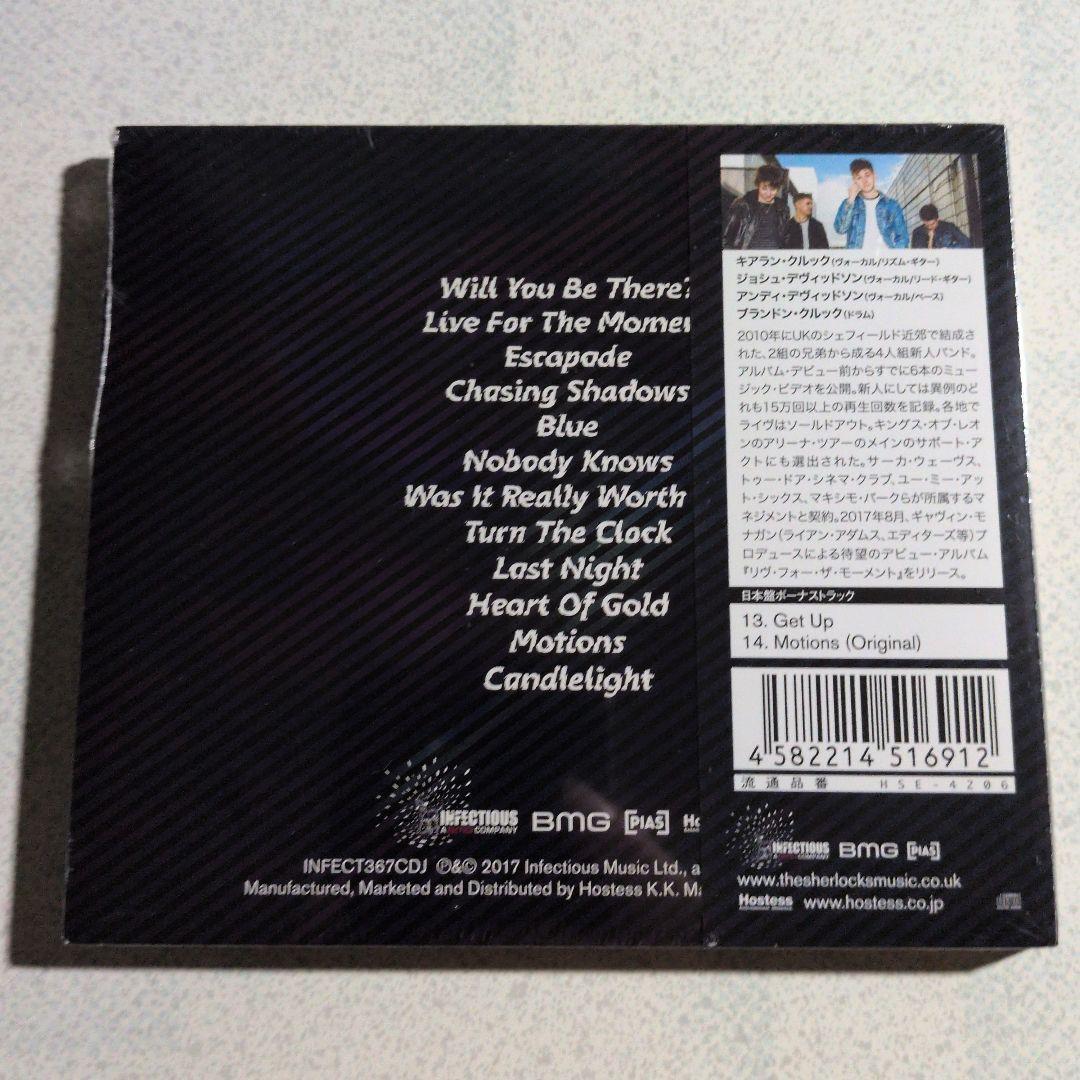 Will You Be There?
Live For The Momen
Escapade
Chasing Shadows
Blue
Nobody Knows
Was It Really Worth
Turn The Clock
Last Night
Heart Of Gold
Motions
Candlelight
INFECTIOUS
A BMG COMPANY
BMG [PIAS] Ho
INFECT367CDJ ℗&© 2017 Infectious Music Ltd., a
Manufactured, Marketed and Distributed by Hostess K.K. Ma
キアラン・クルック(ヴォーカル/リズム・ギター)
ジョシュ・デヴィッドソン(ヴォーカル/リード・ギター)
アンディ・デヴィッドソン(ヴォーカル/ベース)
ブランドン・クルック(ドラム)
2010年にUKのシェフィールド近郊で結成さ
れた、2組の兄弟から成る4人組新人バンド。
アルバム・デビュー前からすでに6本のミュー
ジック・ビデオを公開。新人にしては異例のど
れも15万回以上の再生回数を記録。各地で
ライヴはソールドアウト。キングス・オブ・レオ
ンのアリーナ・ツアーのメインのサポート・ア
クトにも選出された。サーカ・ウェーヴス、
トゥー・ドア・シネマ・クラブ、ユー・ミー・アッ
ト・シックス、マキシモ・パークらが所属するマ
ネジメントと契約。2017年8月、ギャヴィン・モ
ナガン(ライアン・アダムス、エディターズ等)プ
ロデュースによる待望のデビュー・アルバム
『リヴ・フォー・ザ・モーメント』をリリース。
日本盤ボーナストラック
13. Get Up
14. Motions (Original)
4 582214 516912
流通品番 HSE-4206
INFECTIOUS
BMG [PIAS]
www.thesherlocksmusic.co.uk
Hostess www.hostess.co.jp